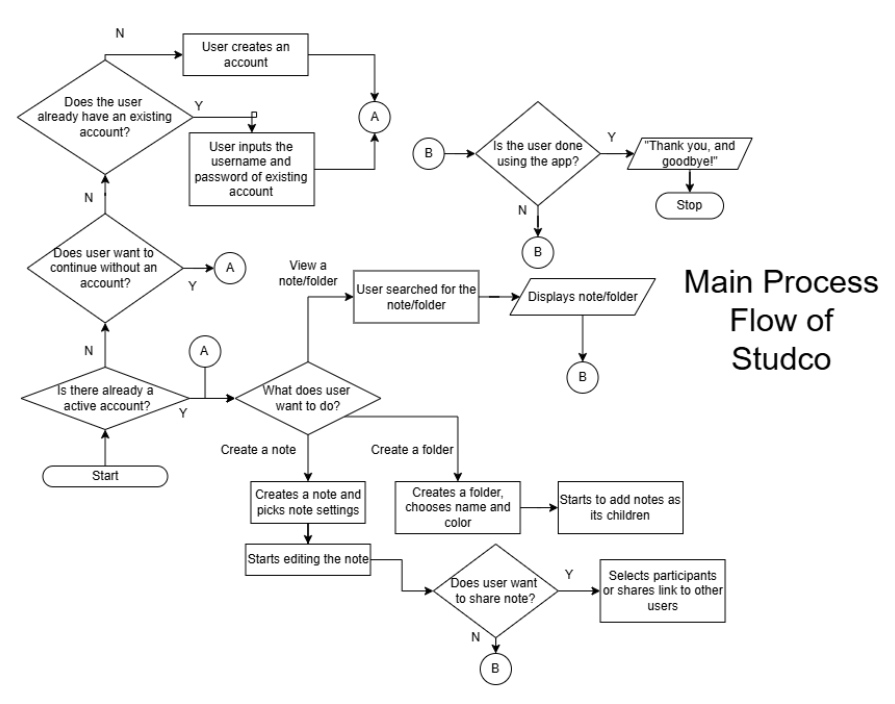 N
User creates an
account
Does the user
already have an existing
account?
Y
A
User inputs the
username and
password of existing
account
B
Is the user done
using the app?
Y
"Thank you, and
goodbye!"
Stop
N
B
N
Does user want to
continue without an
account?
Y
A
View a
note/folder
User searched for the
note/folder
Displays note/folder
B
Main Process
Flow of
Studco
N
A
Is there already a
active account?
Y
What does user
want to do?
Start
Create a note
Create a folder
Creates a note and
picks note settings
Creates a folder,
chooses name and
color
Starts to add notes as
its children
Starts editing the note
Does user want
to share note?
Y
Selects participants
or shares link to other
users
N
B